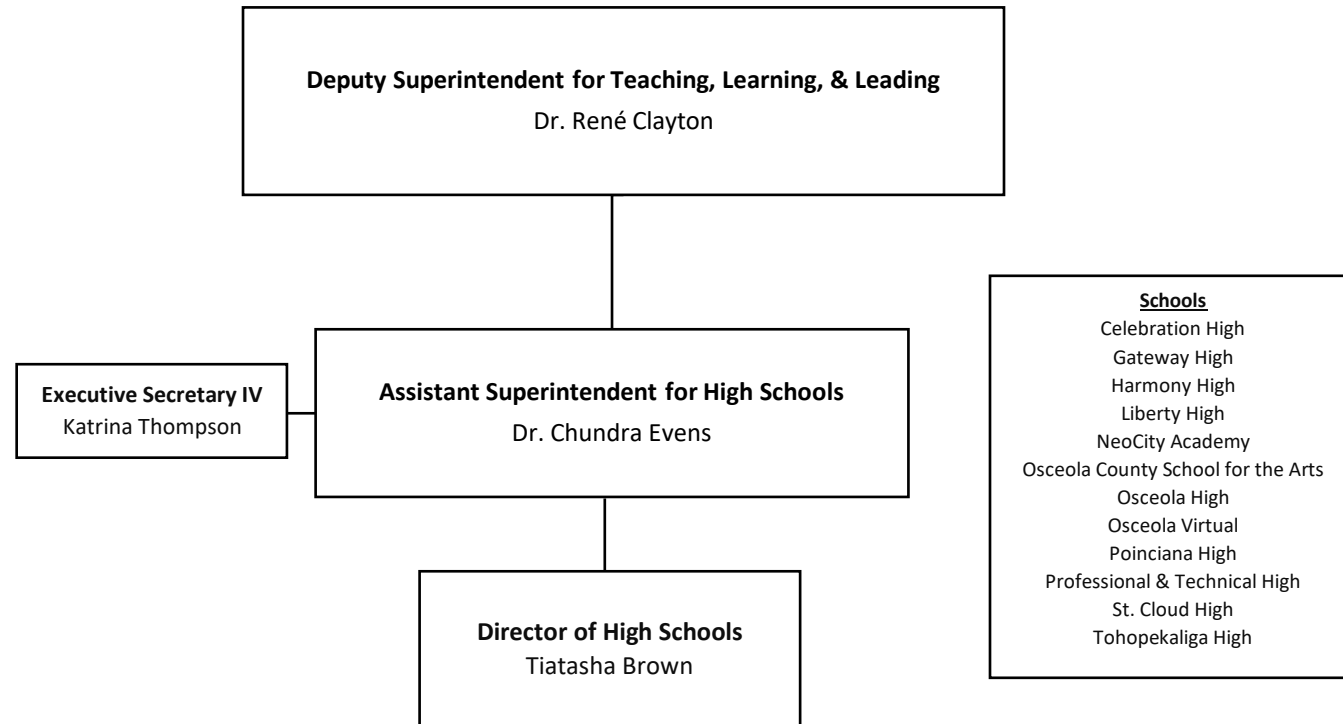 Deputy Superintendent for Teaching, Learning, & Leading
Dr. René Clayton
Executive Secretary IV
Katrina Thompson
Assistant Superintendent for High Schools
Dr. Chundra Evens
Director of High Schools
Tiatasha Brown
Schools
Celebration High
Gateway High
Harmony High
Liberty High
NeoCity Academy
Osceola County School for the Arts
Osceola High
Osceola Virtual
Poinciana High
Professional & Technical High
St. Cloud High
Tohopekaliga High